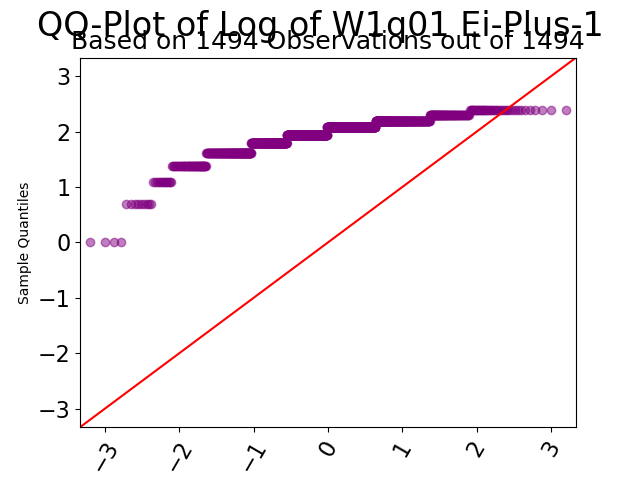 QQ-Plot of Log of W1g01 Ei-Plus-1
Based on 1494 Observations out of 1494
Sample Quantiles
3
2
1
0
−1
−2
−3
−3 −2 −1 0 1 2 3